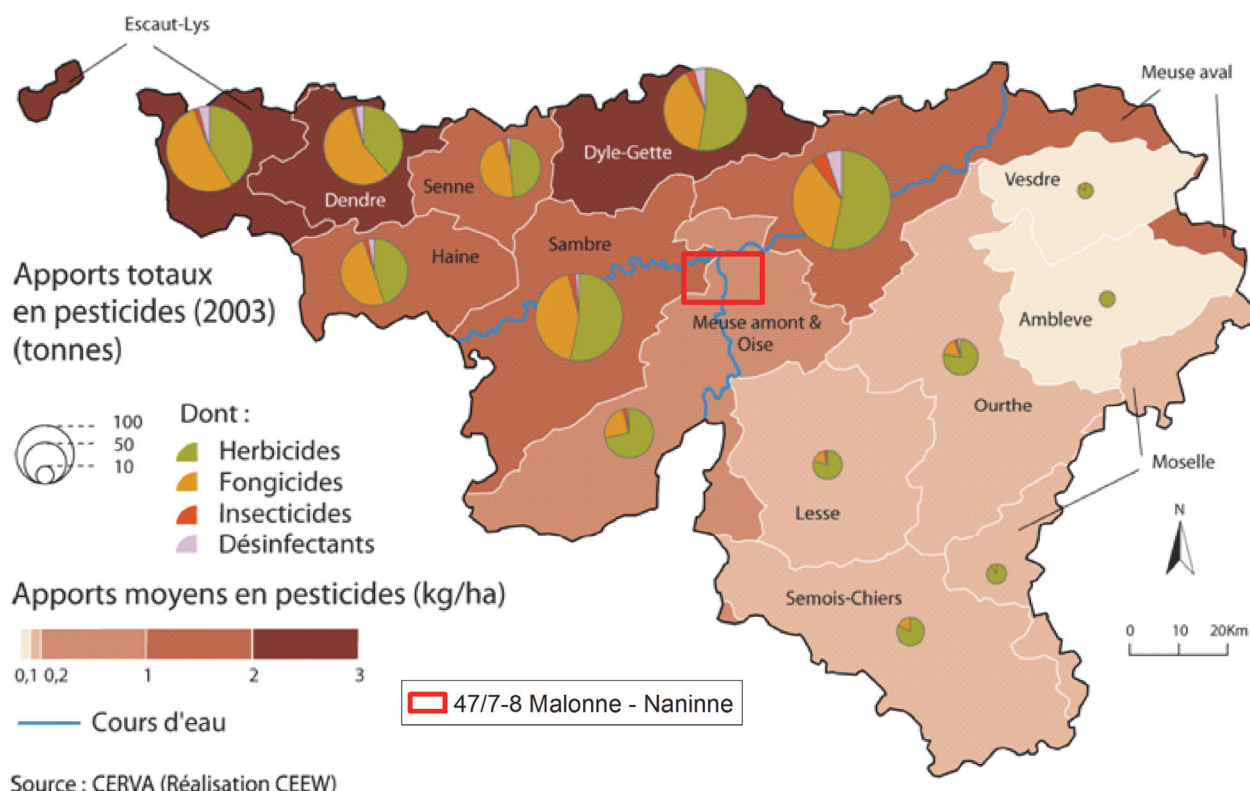 Escaut-Lys
Meuse aval
Dyle-Gette
Vesdre
Dendre
Senne
Haine
Sambre
Meuse amont &
Oise
Ambleve
Ourthe
Moselle
Lesse
Semois-Chiers
Apports totaux
en pesticides (2003)
(tonnes)
100
50
10
Dont :
Herbicides
Fongicides
Insecticides
Désinfectants
Apports moyens en pesticides (kg/ha)
0,1 0,2 1 2 3
Cours d'eau
47/7-8 Malonne - Naninne
N
0 10 20Km
Source : CERVA (Réalisation CEEW)